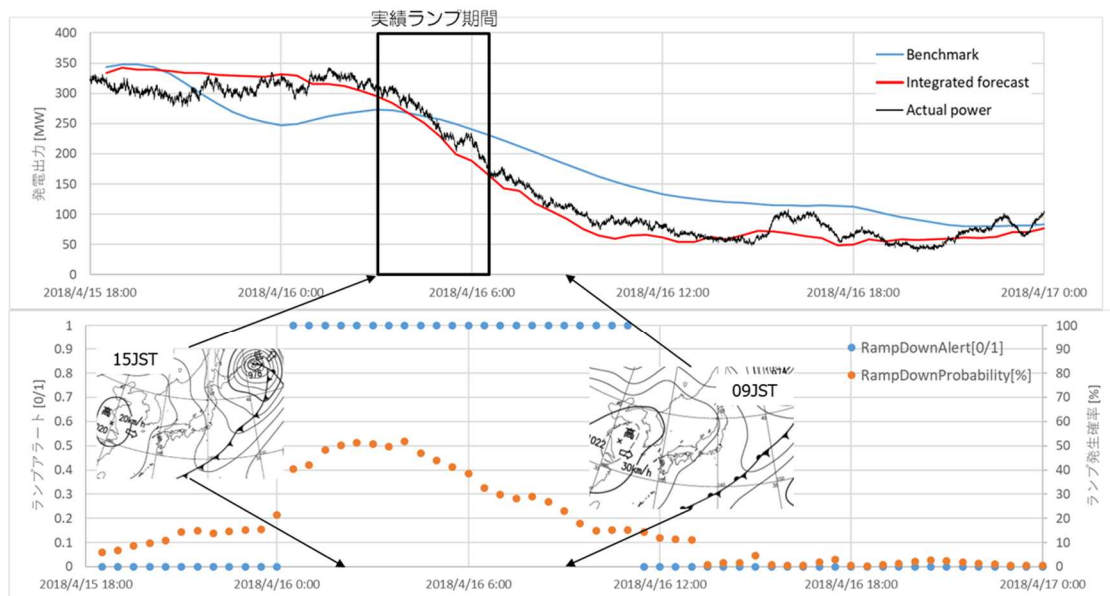 実績ランプ期間
400
350
300
250
200
150
100
50
0
発電出力 [MW]
Benchmark
Integrated forecast
Actual power
2018/4/15 18:00
2018/4/16 0:00
2018/4/16 6:00
2018/4/16 12:00
2018/4/16 18:00
2018/4/17 0:00
1
0.9
0.8
0.7
0.6
0.5
0.4
0.3
0.2
0.1
0
ランプアラート [0/1]
15JST
高
20km/h
09JST
1022
高
30km/h
RampDownAlert[0/1]
RampDownProbability[%]
100
90
80
70
60
50
40
30
20
10
0
ランプ発生確率 [%]
2018/4/15 18:00
2018/4/16 0:00
2018/4/16 6:00
2018/4/16 12:00
2018/4/16 18:00
2018/4/17 0:00